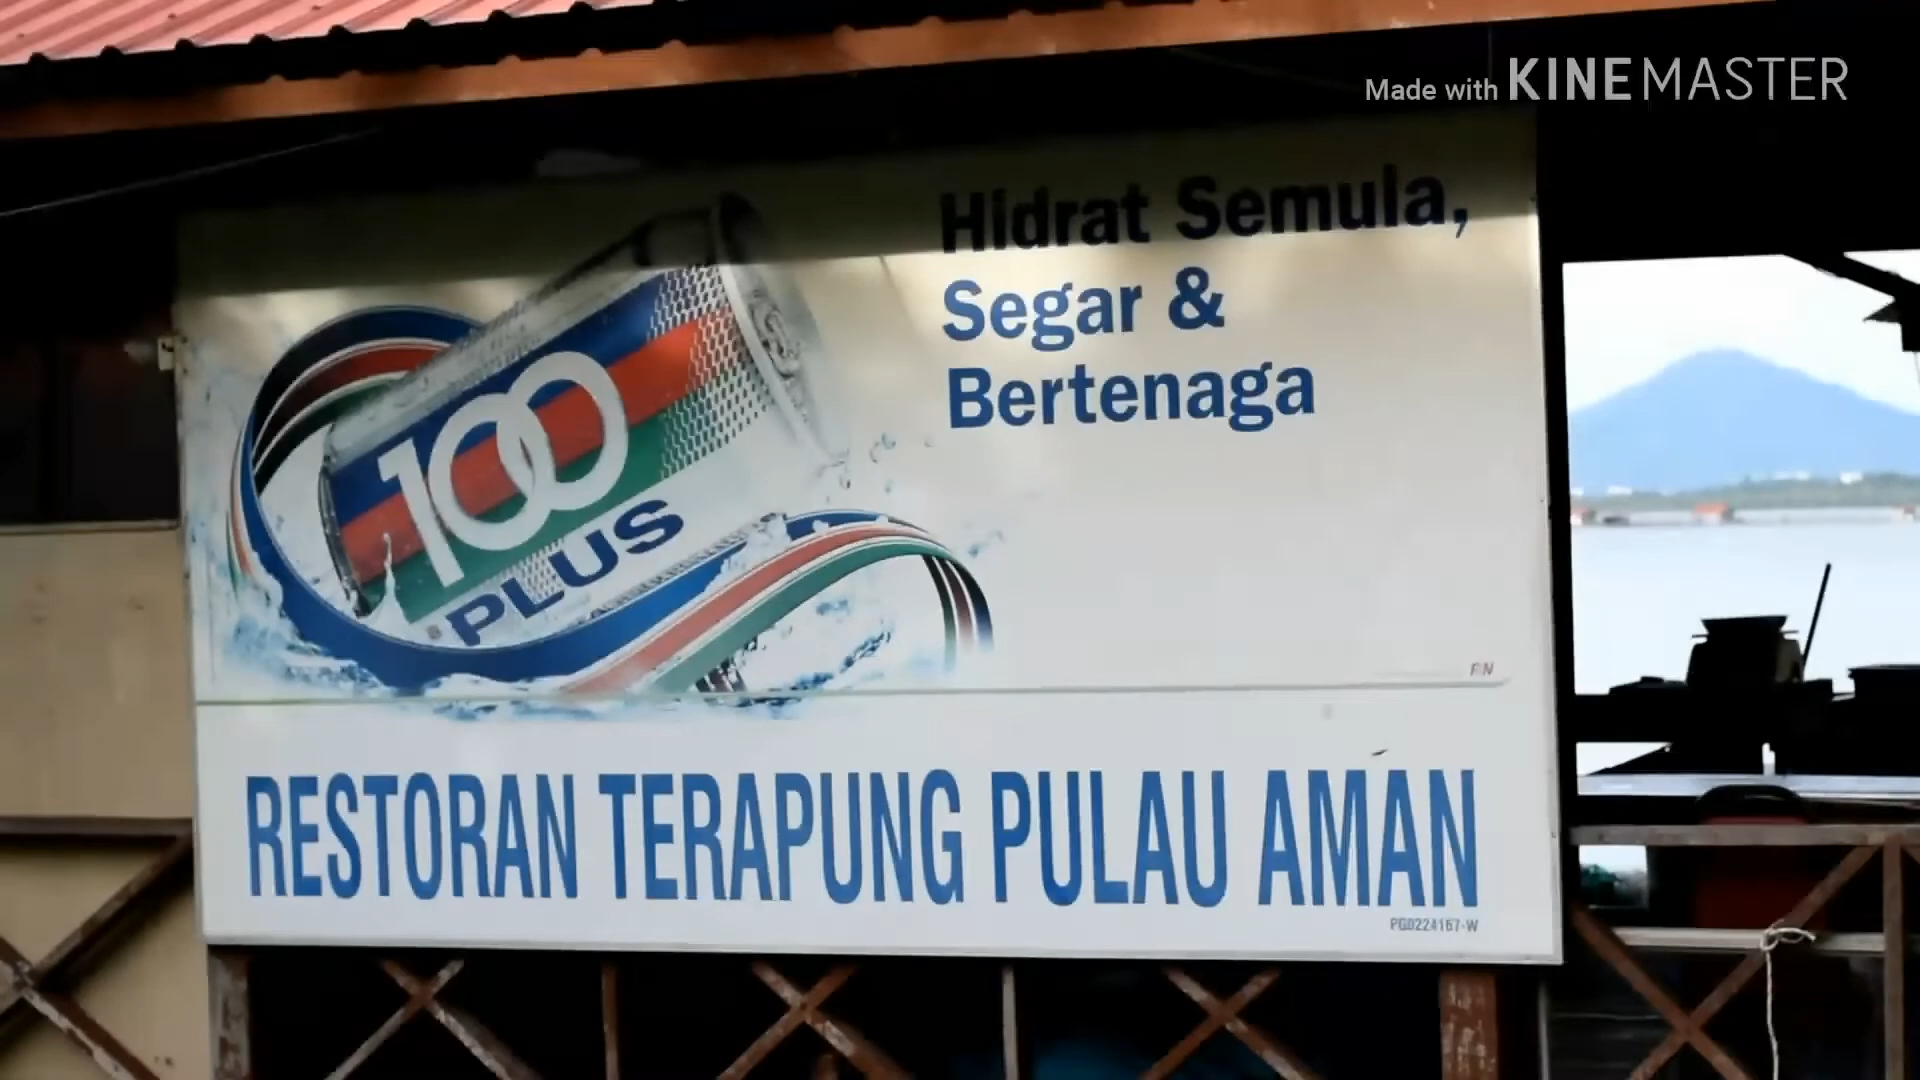 Made with KINEMASTER
Hidrat Semula,
Segar &
Bertenaga
100
PLUS
F&N
RESTORAN TERAPUNG PULAU AMAN
PG0224167-W